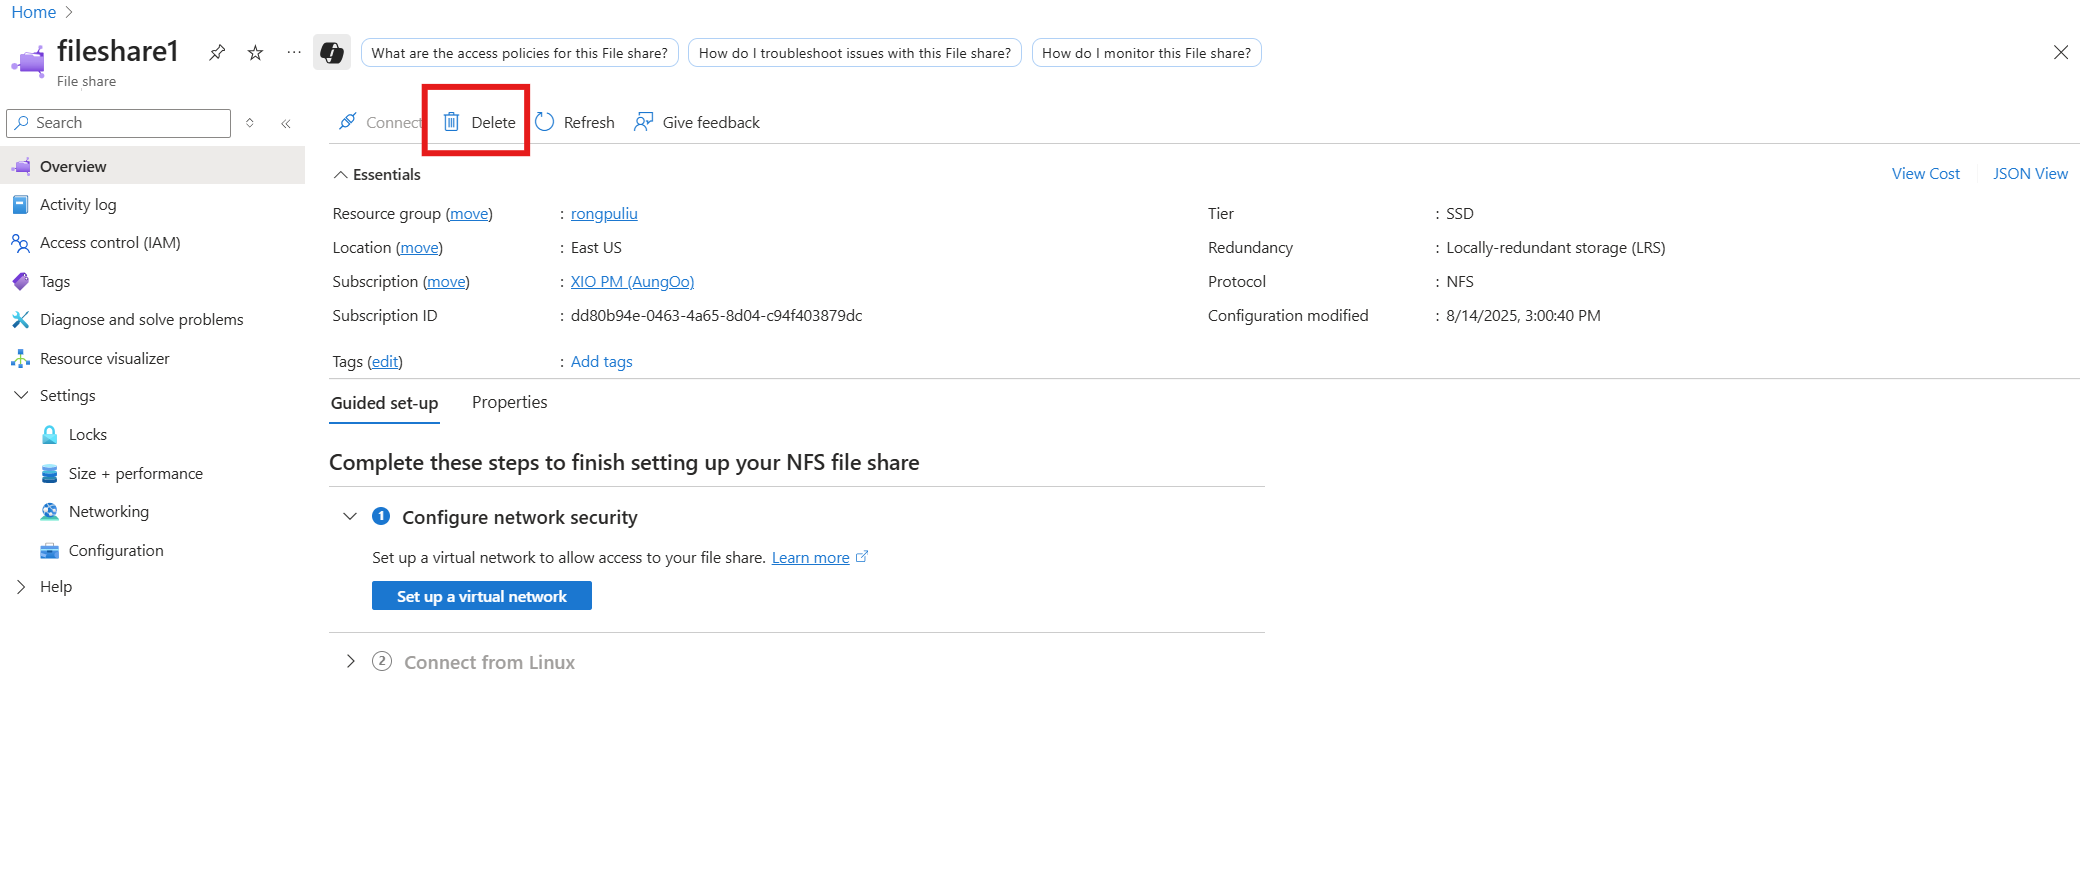 Home
fileshare1
File share
What are the access policies for this File share?
How do I troubleshoot issues with this File share?
How do I monitor this File share?
Search
Overview
Activity log
Access control (IAM)
Tags
Diagnose and solve problems
Resource visualizer
Settings
Locks
Size + performance
Networking
Configuration
Help
Connect
Delete
Refresh
Give feedback
Essentials
View Cost
JSON View
Resource group (move) : rongpuliu
Location (move) : East US
Subscription (move) : XIO PM (AungOo)
Subscription ID : dd80b94e-0463-4a65-8d04-c94f403879dc
Tags (edit) : Add tags
Tier : SSD
Redundancy : Locally-redundant storage (LRS)
Protocol : NFS
Configuration modified : 8/14/2025, 3:00:40 PM
Guided set-up
Properties
Complete these steps to finish setting up your NFS file share
1 Configure network security
Set up a virtual network to allow access to your file share. Learn more
Set up a virtual network
2 Connect from Linux